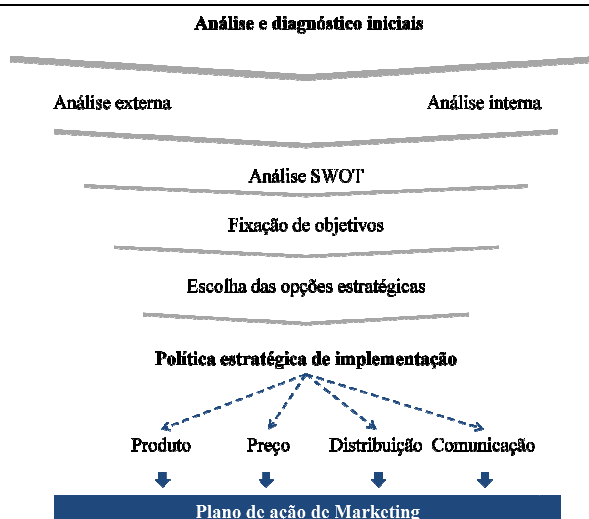 Análise e diagnóstico iniciais
Análise externa
Análise interna
Análise SWOT
Fixação de objetivos
Escolha das opções estratégicas
Política estratégica de implementação
Produto
Preço
Distribuição
Comunicação
Plano de ação de Marketing